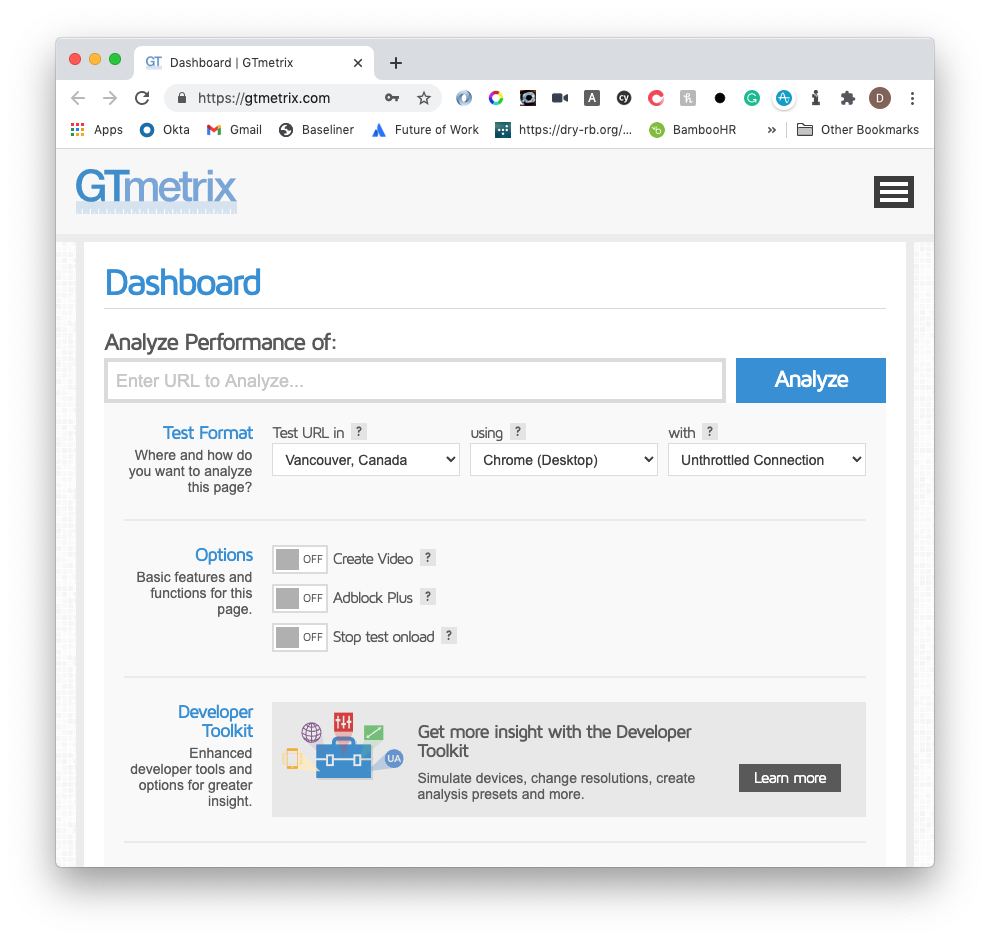 GT Dashboard | GTmetrix
https://gtmetrix.com
A cy G D
Apps Okta Gmail Baseliner Future of Work https://dry-rb.org/... BambooHR » Other Bookmarks
GTmetrix
Dashboard
Analyze Performance of:
Enter URL to Analyze...
Analyze
Test Format
Where and how do
you want to analyze
this page?
Test URL in ? using ? with ?
Vancouver, Canada Chrome (Desktop) Unthrottled Connection
Options
Basic features and
functions for this
page.
OFF Create Video ?
OFF Adblock Plus ?
OFF Stop test onload ?
Developer
Toolkit
Enhanced
developer tools and
options for greater
insight.
UA
Get more insight with the Developer
Toolkit
Simulate devices, change resolutions, create
analysis presets and more.
Learn more